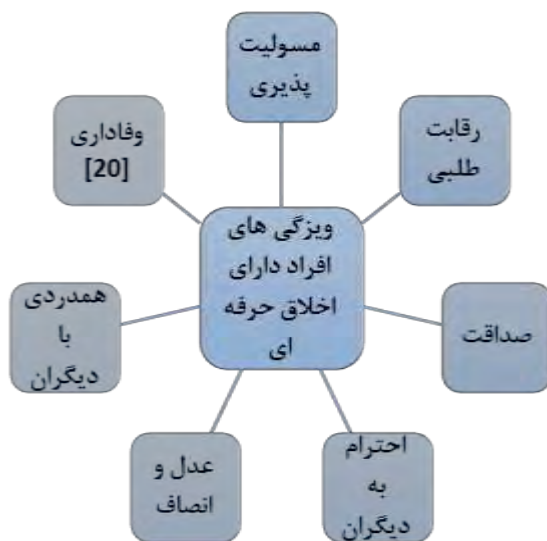 مسولیت
پذیری
رقابت
طلبی
صداقت
احترام
به
دیگران
عدل و
انصاف
همدردی
با
دیگران
وفاداری
[20]
ویزگی های
افراد دارای
اخلاق حرفه
ای